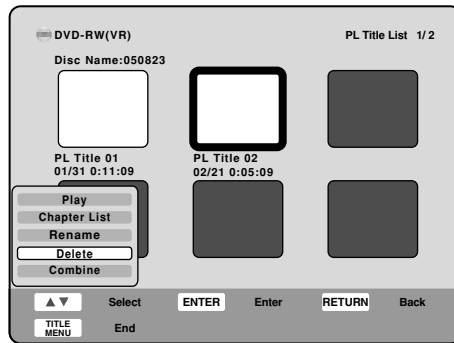 DVD-RW(VR) PL Title List 1/2
Disc Name:050823
PL Title 01 PL Title 02
01/31 0:11:09 02/21 0:05:09
Play
Chapter List
Rename
Delete
Combine
▲▼ Select ENTER Enter RETURN Back
TITLE MENU End